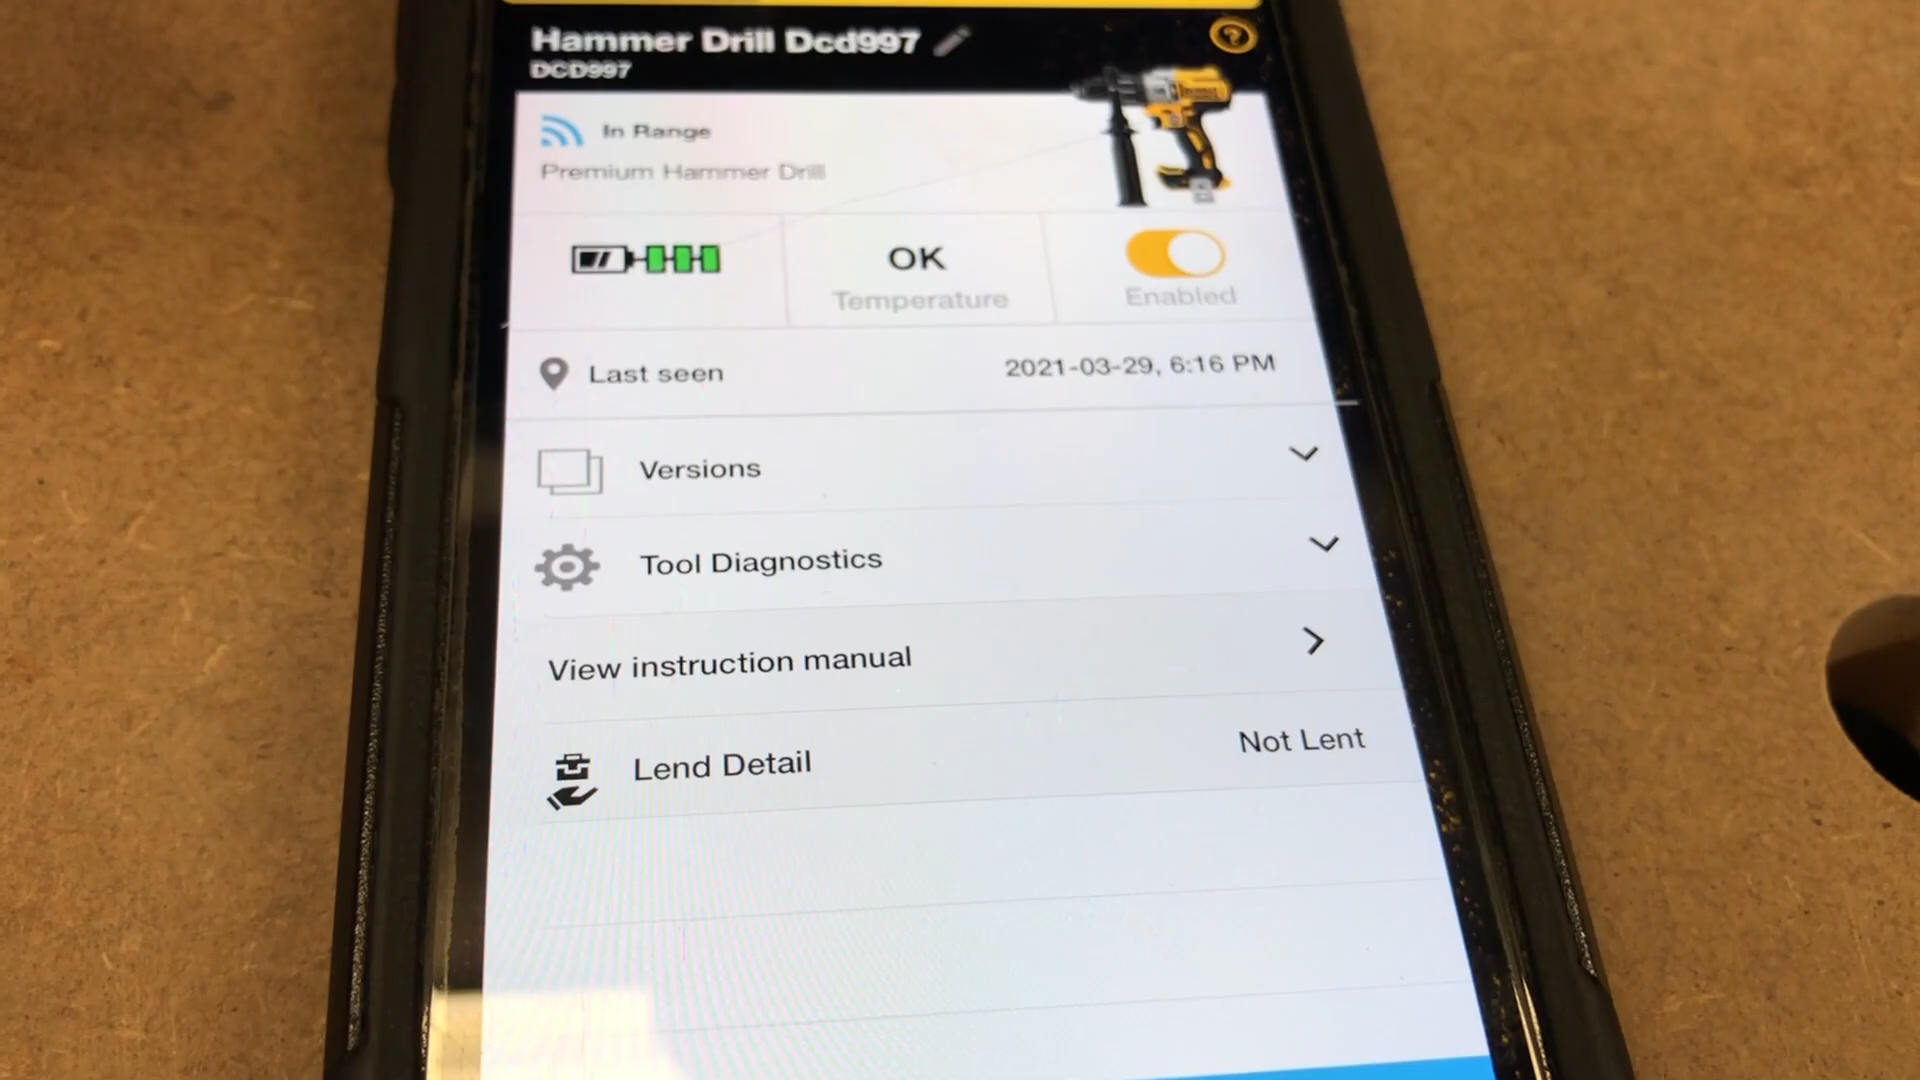 Hammer Drill Dcd997
DCD997
?
In Range
Premium Hammer Drill
OK
Temperature
Enabled
Last seen
2021-03-29, 6:16 PM
Versions
Tool Diagnostics
View instruction manual
Lend Detail
Not Lent